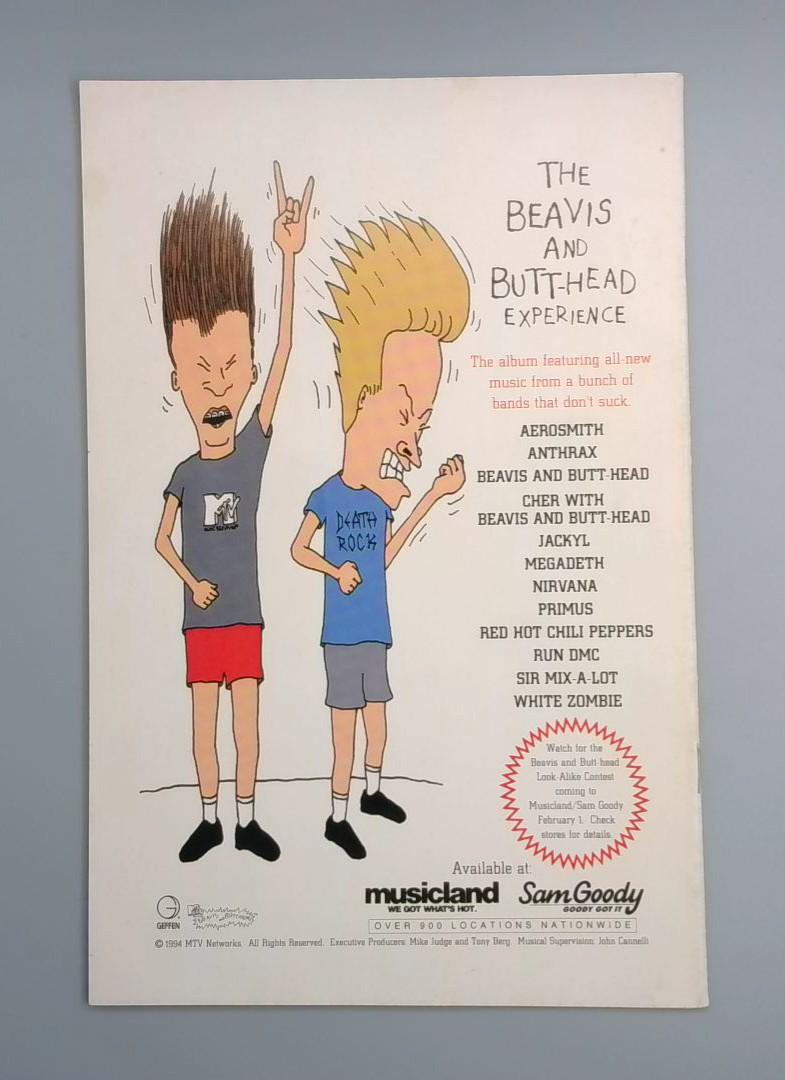 THE
BEAVIS
AND
BUTT-HEAD
EXPERIENCE
The album featuring all-new
music from a bunch of
bands that don't suck.
AEROSMITH
ANTHRAX
BEAVIS AND BUTT-HEAD
CHER WITH
BEAVIS AND BUTT-HEAD
JACKYL
MEGADETH
NIRVANA
PRIMUS
RED HOT CHILI PEPPERS
RUN DMC
SIR MIX-A-LOT
WHITE ZOMBIE
MTV
DEATH
ROCK
Watch for the
Beavis and Butt-head
Look-Alike Contest
coming to
Musicland/Sam Goody
February 1. Check
stores for details.
Available at:
musicland
WE GOT WHAT'S HOT.
Sam Goody
GOODY GOT IT
OVER 900 LOCATIONS NATIONWIDE
GEFFEN
© 1994 MTV Networks. All Rights Reserved. Executive Producers: Mike Judge and Tony Berg. Musical Supervision: John Cannelli